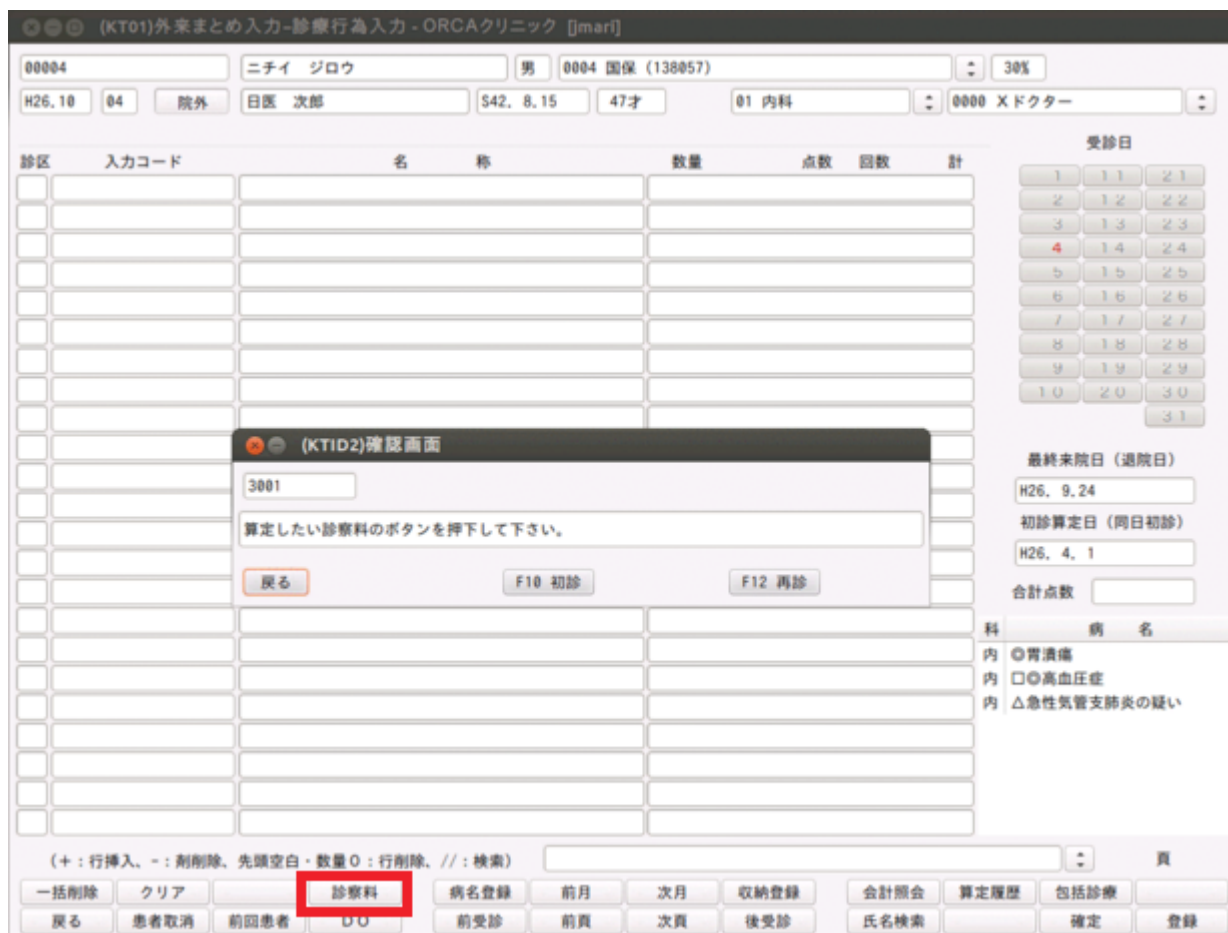 (KT01)外来まとめ入力-診療行為入力 - ORCAクリニック [jmari]
00004 ニチイ ジロウ 男 0004 国保 (138057) 30%
H26.10 04 院外 日医 次郎 S42. 8.15 47才 01 内科 0000 Xドクター
受診日
診区 入力コード 名 称 数量 点数 回数 計
1 11 21
2 12 22
3 13 23
4 14 24
5 15 25
6 16 26
7 17 27
8 18 28
9 19 29
10 20 30
31
(KTID2)確認画面
3001
算定したい診察料のボタンを押下して下さい。
戻る F10 初診 F12 再診
最終来院日(退院日)
H26. 9.24
初診算定日(同日初診)
H26. 4. 1
合計点数
科 病 名
内 ◎胃潰瘍
内 □◎高血圧症
内 △急性気管支肺炎の疑い
(+:行挿入、-:剤削除、先頭空白・数量0:行削除、//:検索) 頁
一括削除 クリア 診察料 病名登録 前月 次月 収納登録 会計照会 算定履歴 包括診療
戻る 患者取消 前回患者 DO 前受診 前頁 次頁 後受診 氏名検索 確定 登録